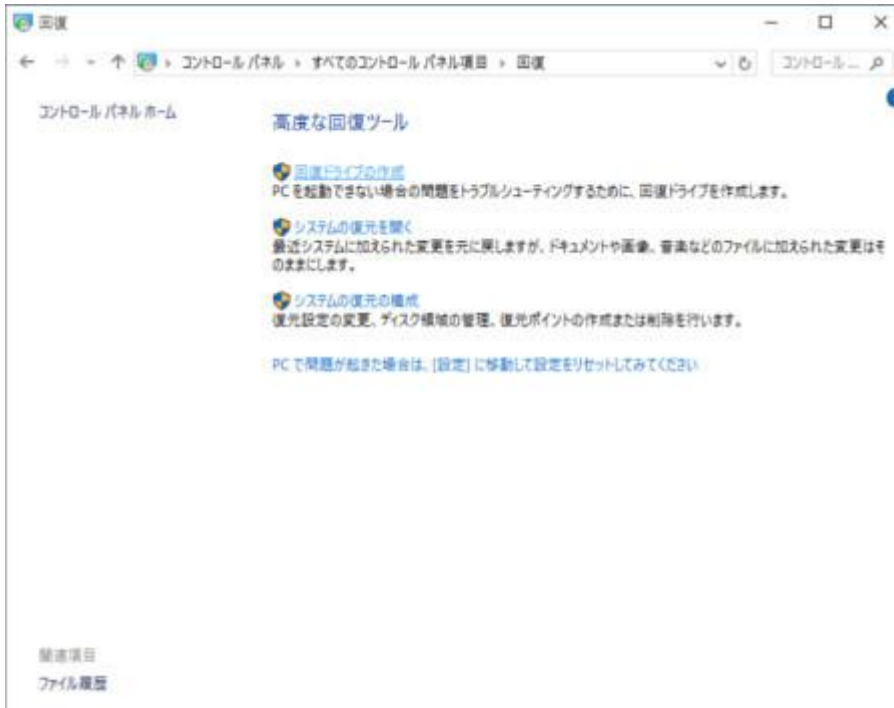 回復
コントロール パネル › すべてのコントロール パネル項目 › 回復
コントロール ...
コントロール パネル ホーム
高度な回復ツール
回復ドライブの作成
PC を起動できない場合の問題をトラブルシューティングするために、回復ドライブを作成します。
システムの復元を開く
最近システムに加えられた変更を元に戻しますが、ドキュメントや画像、音楽などのファイルに加えられた変更はそ
のままにします。
システムの復元の構成
復元設定の変更、ディスク領域の管理、復元ポイントの作成または削除を行います。
PC で問題が起きた場合は、[設定] に移動して設定をリセットしてみてください
関連項目
ファイル履歴